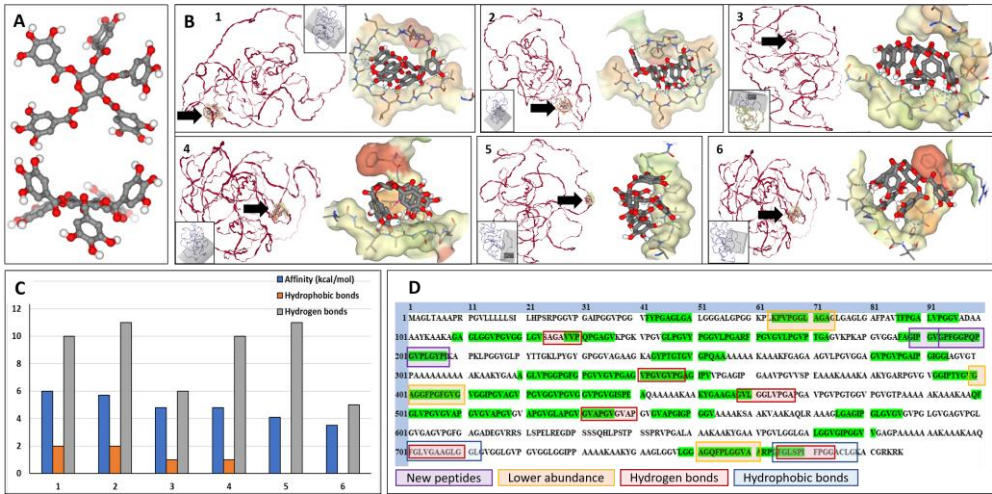 A
B
1
2
3
4
5
6
C
Affinity (kcal/mol)
Hydrophobic bonds
Hydrogen bonds
12
10
8
6
4
2
0
1 2 3 4 5 6
D
1 11 21 31 41 51 61 71 81 91
1 MAGLTAAAPR PGVLLLLLSI LHPSRPGGVP GAIPGGVPGG VFYPGAGLGA LGGGALGPGG KPLKPVPGGL AGAGLGAGLG AFPAVTFPGA LVPGGVADAA
101 AAYKAAKAGA GLGGVPGVGG LGVSAGAVVP QPGAGVKPGK VPGVGLPGVY PGGVLPGARF PGVGVLPGVP TGAGVKPKAP GVGGAFAGIP GVGPFGGPQP
201 GVPLGYPIKA PKLPGGYGLP YTTGKLPYGY GPGGVAGAAG KAGYPTGTGV GPQAAAAAAA KAAAKFGAGA AGVLPGVGGA GVPGVPGAIP GIGGIAGVGT
301 PAAAAAAAAA AKAAKYGAAA GLVPGGPGFG PGVVGVPGAG VPGVGVPGAG IPVVPGAGIP GAAVPGVVSP EAAAKAAAKA AKYGARPGVG VGGIPTYGVG
401 AGGFPGFGVG VGGIPGVAGV PGVGGVPGVG GVPGVGISPE AQAAAAAKAA KYGAAGAGVL GGLVPGAPGA VPGVPGTGGV PGVGTPAAAA AKAAAKAAQF
501 GLVPGVGVAP GVGVAPGVGV APGVGLAPGV GVAPGVGVAP GVGVAPGIGP GGVAAAAKSA AKVAAKAQLR AAAGLGAGIP GLGVGVGVPG LGVGAGVPGL
601 GVGAGVPGFG AGADEGVRRS LSPELREGDP SSSQHLPSTP SSPRVPGALA AAKAAKYGAA VPGVLGGLGA LGGVGIPGGV VGAGPAAAAA AAKAAAKAAQ
701 FGLVGAAGLG GLGVGGLGVP GVGGLGGIPP AAAAKAAKYG AAGLGGVLGG AGQFPLGGVA ARPGFGLSPI FPGGACLGKA CGRKRK
New peptides
Lower abundance
Hydrogen bonds
Hydrophobic bonds